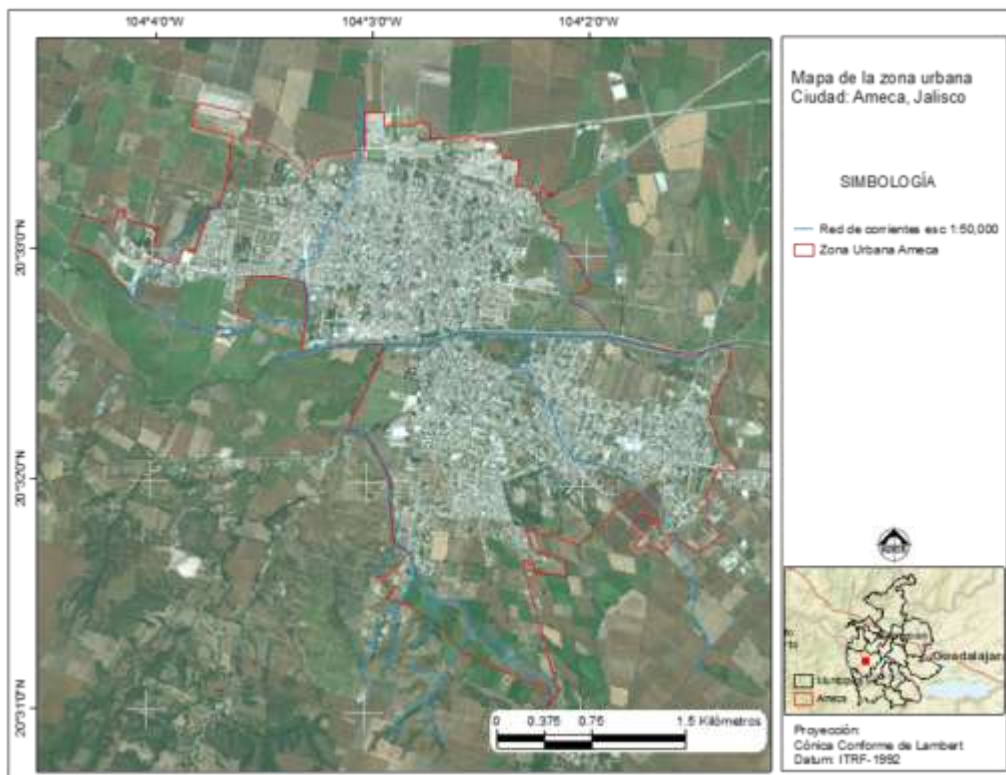 104°4'0"W
104°3'0"W
104°2'0"W
20°33'0"N
20°32'0"N
20°31'0"N
Mapa de la zona urbana
Ciudad: Ameca, Jalisco
SIMBOLOGÍA
Red de corrientes esc 1:50,000
Zona Urbana Ameca
Guadalajara
Ameca
0 0.375 0.75 1.5 Kilómetros
Proyección:
Cónica Conforme de Lambert
Datum: ITRF-1992